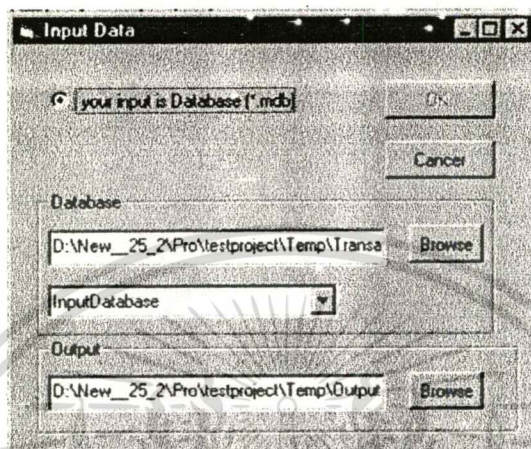 Input Data
your input is Database (*.mdb)
OK
Cancel
Database
D:\New__25_2\Pro\testproject\Temp\Transa
Browse
InputDatabase
Output
D:\New__25_2\Pro\testproject\Temp\Output
Browse